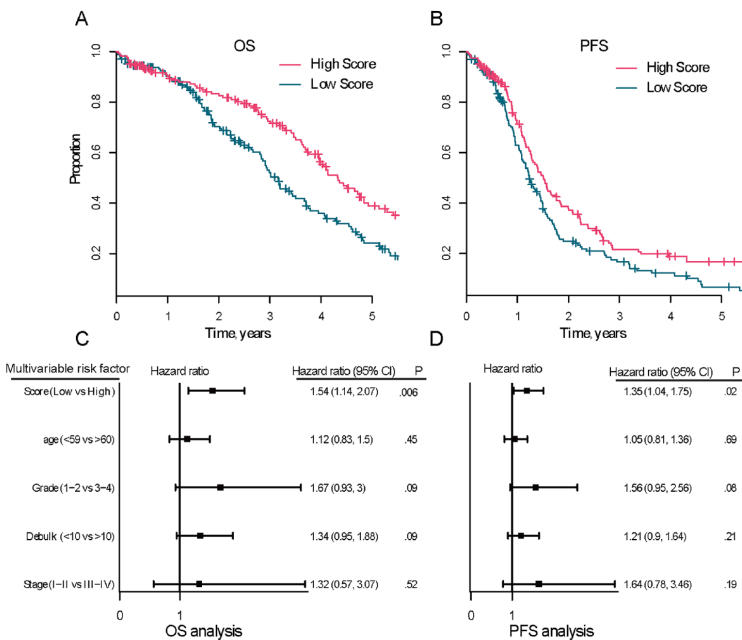 A
B
OS
PFS
High Score
Low Score
High Score
Low Score
Proportion
1.0
0.8
0.6
0.4
0.2
1.0
0.8
0.6
0.4
0.2
0 1 2 3 4 5
0 1 2 3 4 5
Time, years
Time, years
C
D
Multivariable risk factor Hazard ratio Hazard ratio (95% CI) P
Hazard ratio Hazard ratio (95% CI) P
Score(Low vs High) 1.54 (1.14, 2.07) .006
1.35 (1.04, 1.75) .02
age (<59 vs >60) 1.12 (0.83, 1.5) .45
1.05 (0.81, 1.36) .69
Grade(1-2 vs 3-4) 1.67 (0.93, 3) .09
1.56 (0.95, 2.56) .08
Debulk (<10 vs >10) 1.34 (0.95, 1.88) .09
1.21 (0.9, 1.64) .21
Stage(I-II vs III-IV) 1.32 (0.57, 3.07) .52
1.64 (0.78, 3.46) .19
0 1
0 1
OS analysis
PFS analysis